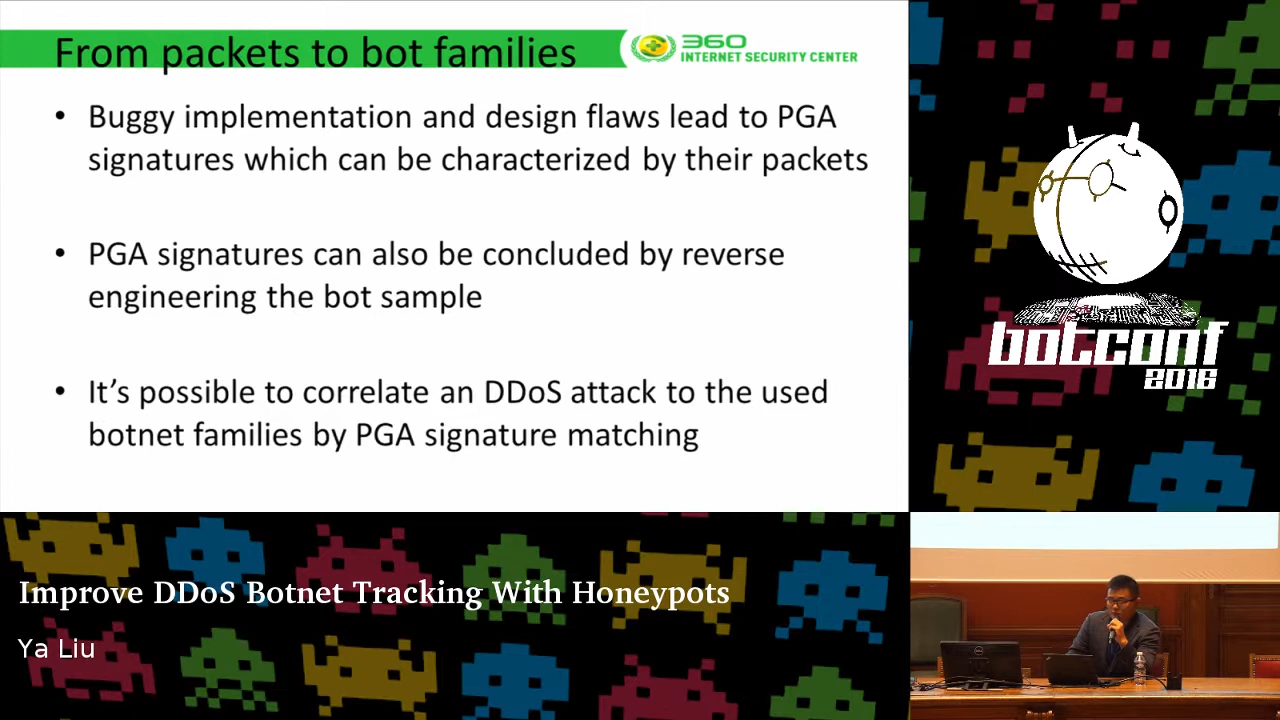 From packets to bot families
360
INTERNET SECURITY CENTER
• Buggy implementation and design flaws lead to PGA
signatures which can be characterized by their packets
• PGA signatures can also be concluded by reverse
engineering the bot sample
• It’s possible to correlate an DDoS attack to the used
botnet families by PGA signature matching
botconf
2016
Improve DDoS Botnet Tracking With Honeypots
Ya Liu